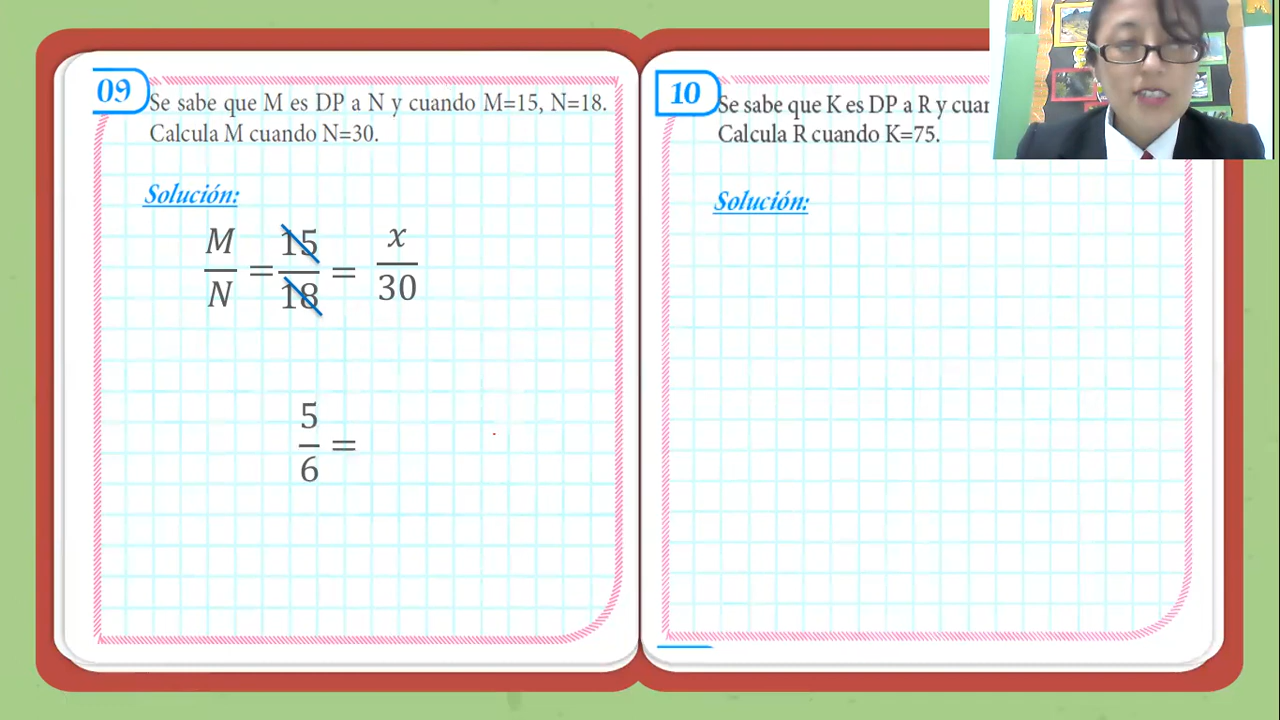 09
Se sabe que M es DP a N y cuando M=15, N=18.
Calcula M cuando N=30.
Solución:
M/N = 15/18 = x/30
5/6 =
10
Se sabe que K es DP a R y
Calcula R cuando K=75.
Solución: